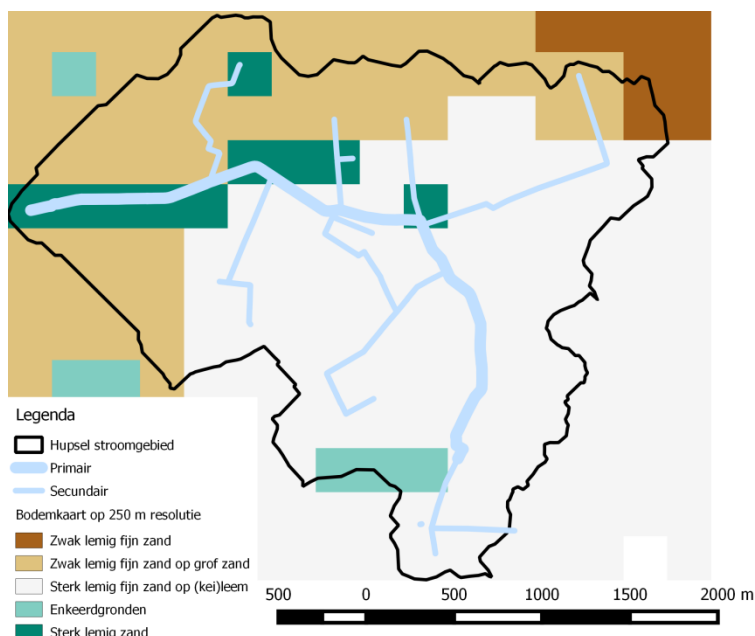 Legenda
Hupsel stroomgebied
Primair
Secundair
Bodemkaart op 250 m resolutie
Zwak lemig fijn zand
Zwak lemig fijn zand op grof zand
Sterk lemig fijn zand op (kei)leem
Enkeerdgronden
Sterk lemig zand
500 0 500 1000 1500 2000 m